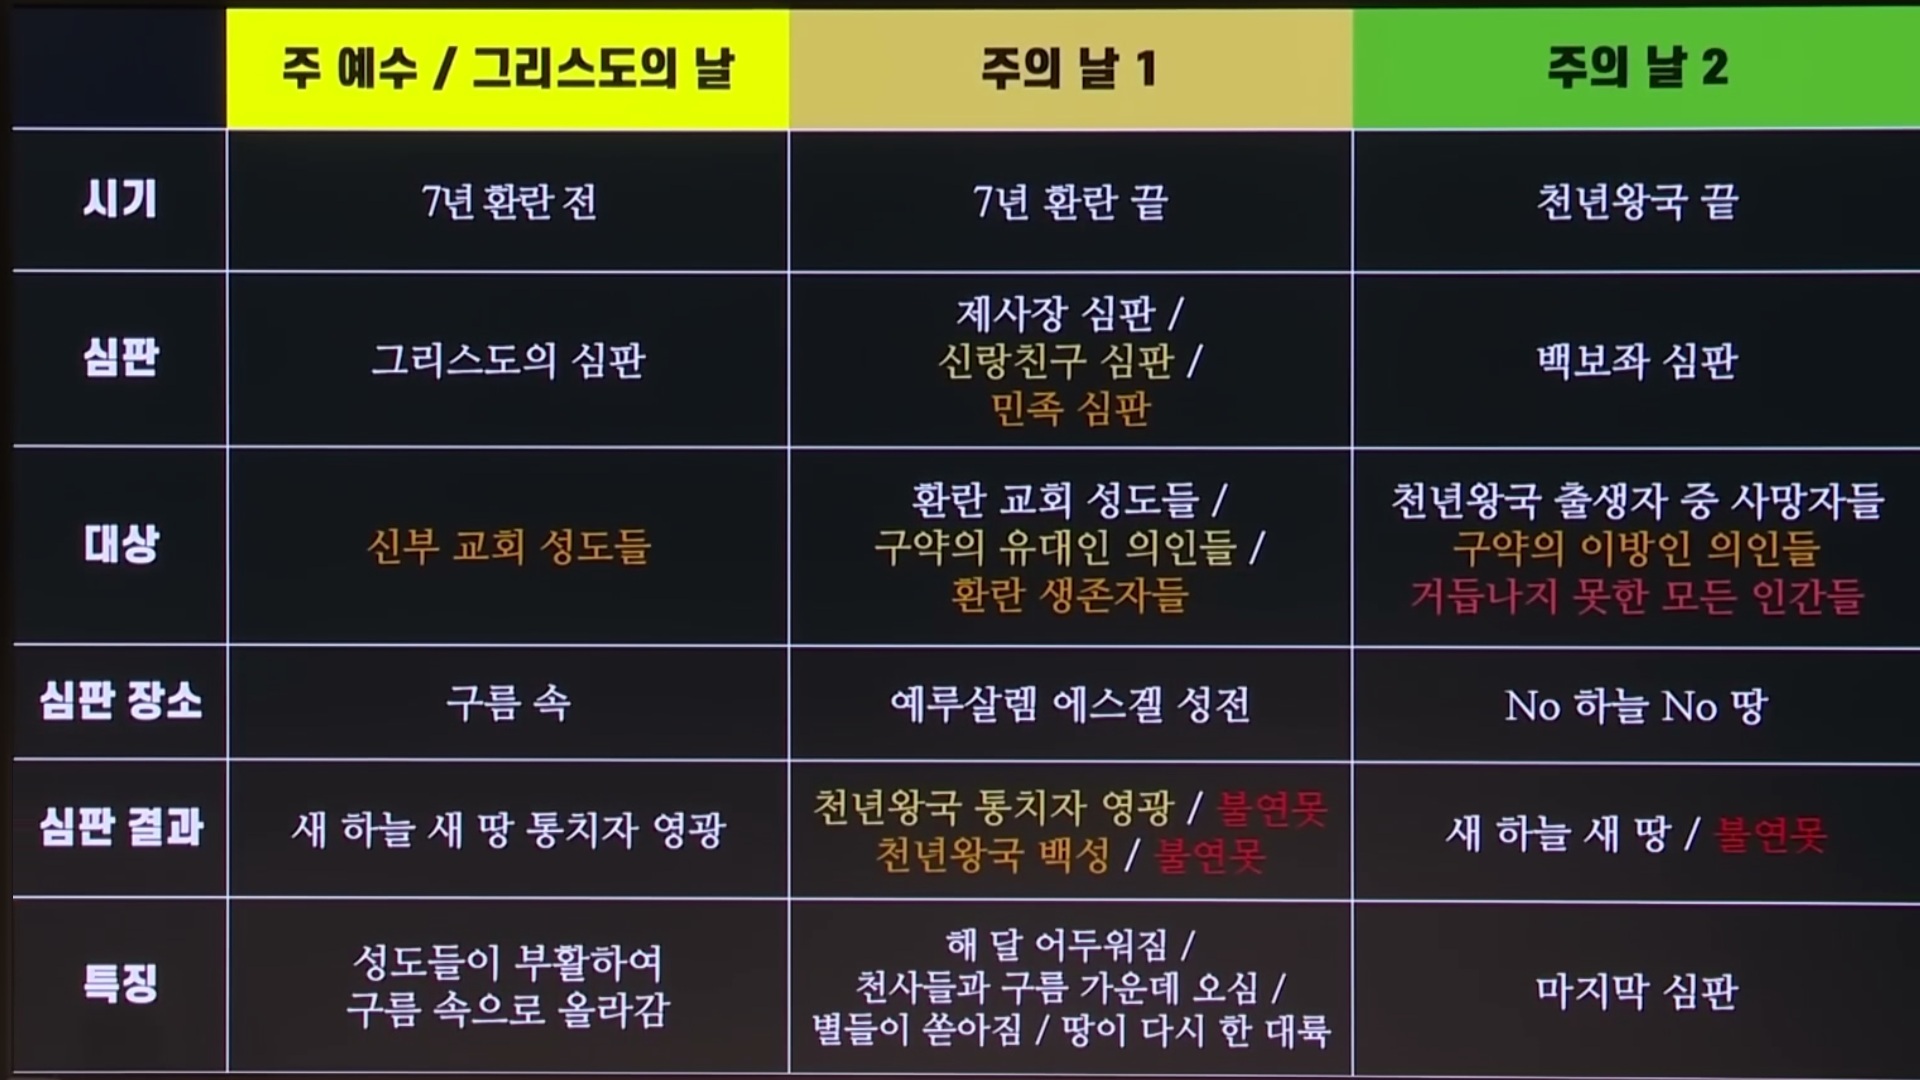 주 예수 / 그리스도의 날
주의 날 1
주의 날 2
시기
7년 환란 전
7년 환란 끝
천년왕국 끝
심판
그리스도의 심판
제사장 심판 /
신랑친구 심판 /
민족 심판
백보좌 심판
대상
신부 교회 성도들
환란 교회 성도들 /
구약의 유대인 의인들 /
환란 생존자들
천년왕국 출생자 중 사망자들
구약의 이방인 의인들
거듭나지 못한 모든 인간들
심판 장소
구름 속
예루살렘 에스겔 성전
No 하늘 No 땅
심판 결과
새 하늘 새 땅 통치자 영광
천년왕국 통치자 영광 / 불연못
천년왕국 백성 / 불연못
새 하늘 새 땅 / 불연못
특징
성도들이 부활하여
구름 속으로 올라감
해 달 어두워짐 /
천사들과 구름 가운데 오심 /
별들이 쏟아짐 / 땅이 다시 한 대륙
마지막 심판